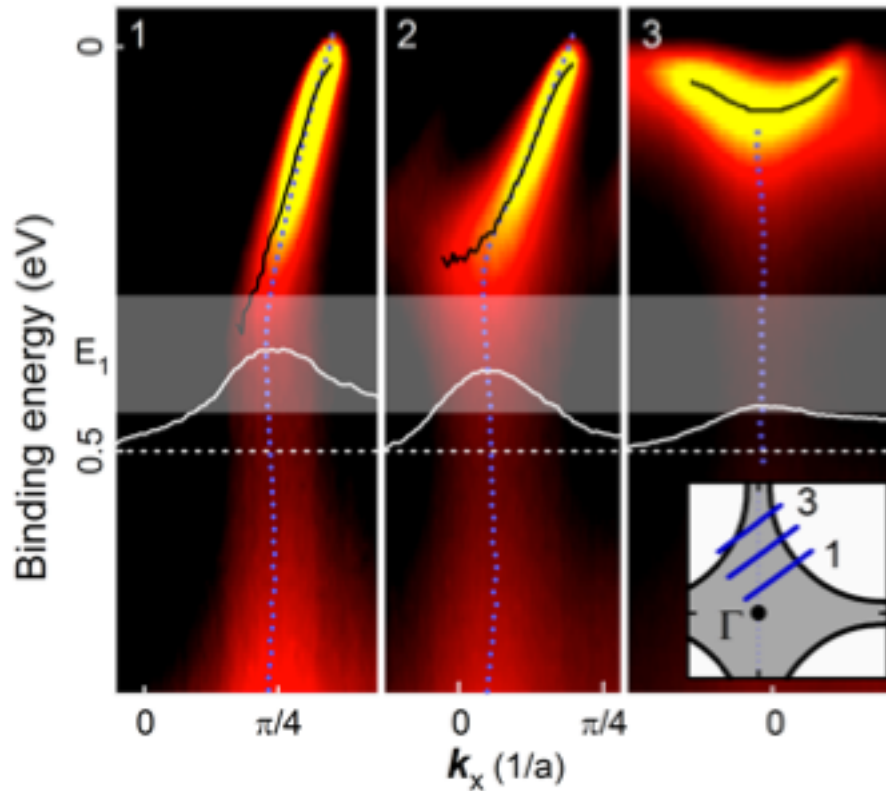 1
2
3
0
E₁
0.5
Binding energy (eV)
3
1
Γ
0
π/4
0
π/4
0
kₓ (1/a)